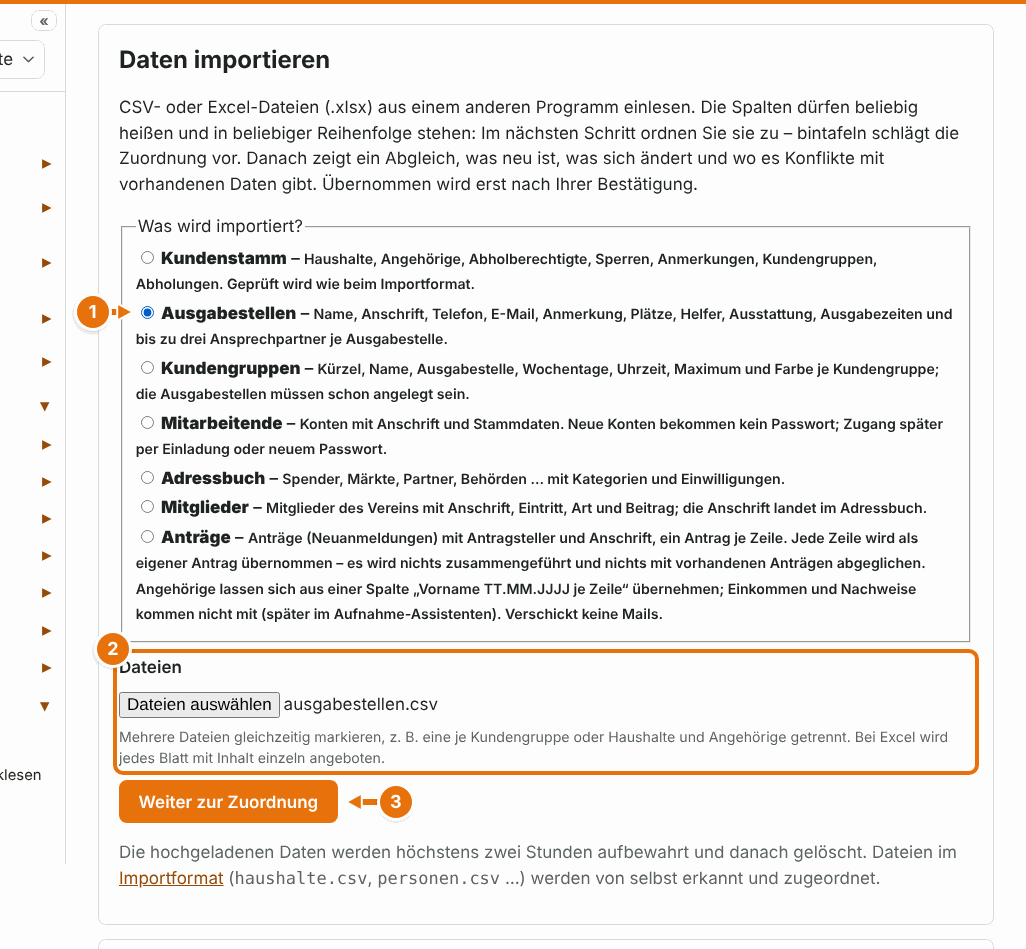 «
te
Daten importieren
CSV- oder Excel-Dateien (.xlsx) aus einem anderen Programm einlesen. Die Spalten dürfen beliebig
heißen und in beliebiger Reihenfolge stehen: Im nächsten Schritt ordnen Sie sie zu – bintafeln schlägt die
Zuordnung vor. Danach zeigt ein Abgleich, was neu ist, was sich ändert und wo es Konflikte mit
vorhandenen Daten gibt. Übernommen wird erst nach Ihrer Bestätigung.
Was wird importiert?
Kundenstamm – Haushalte, Angehörige, Abholberechtigte, Sperren, Anmerkungen, Kundengruppen,
Abholungen. Geprüft wird wie beim Importformat.
1
Ausgabestellen – Name, Anschrift, Telefon, E-Mail, Anmerkung, Plätze, Helfer, Ausstattung, Ausgabezeiten und
bis zu drei Ansprechpartner je Ausgabestelle.
Kundengruppen – Kürzel, Name, Ausgabestelle, Wochentage, Uhrzeit, Maximum und Farbe je Kundengruppe;
die Ausgabestellen müssen schon angelegt sein.
Mitarbeitende – Konten mit Anschrift und Stammdaten. Neue Konten bekommen kein Passwort; Zugang später
per Einladung oder neuem Passwort.
Adressbuch – Spender, Märkte, Partner, Behörden … mit Kategorien und Einwilligungen.
Mitglieder – Mitglieder des Vereins mit Anschrift, Eintritt, Art und Beitrag; die Anschrift landet im Adressbuch.
Anträge – Anträge (Neuanmeldungen) mit Antragsteller und Anschrift, ein Antrag je Zeile. Jede Zeile wird als
eigener Antrag übernommen – es wird nichts zusammengeführt und nichts mit vorhandenen Anträgen abgeglichen.
Angehörige lassen sich aus einer Spalte „Vorname TT.MM.JJJJ je Zeile“ übernehmen; Einkommen und Nachweise
kommen nicht mit (später im Aufnahme-Assistenten). Verschickt keine Mails.
2
Dateien
Dateien auswählen ausgabestellen.csv
Mehrere Dateien gleichzeitig markieren, z. B. eine je Kundengruppe oder Haushalte und Angehörige getrennt. Bei Excel wird
jedes Blatt mit Inhalt einzeln angeboten.
klesen
Weiter zur Zuordnung
3
Die hochgeladenen Daten werden höchstens zwei Stunden aufbewahrt und danach gelöscht. Dateien im
Importformat (haushalte.csv, personen.csv …) werden von selbst erkannt und zugeordnet.